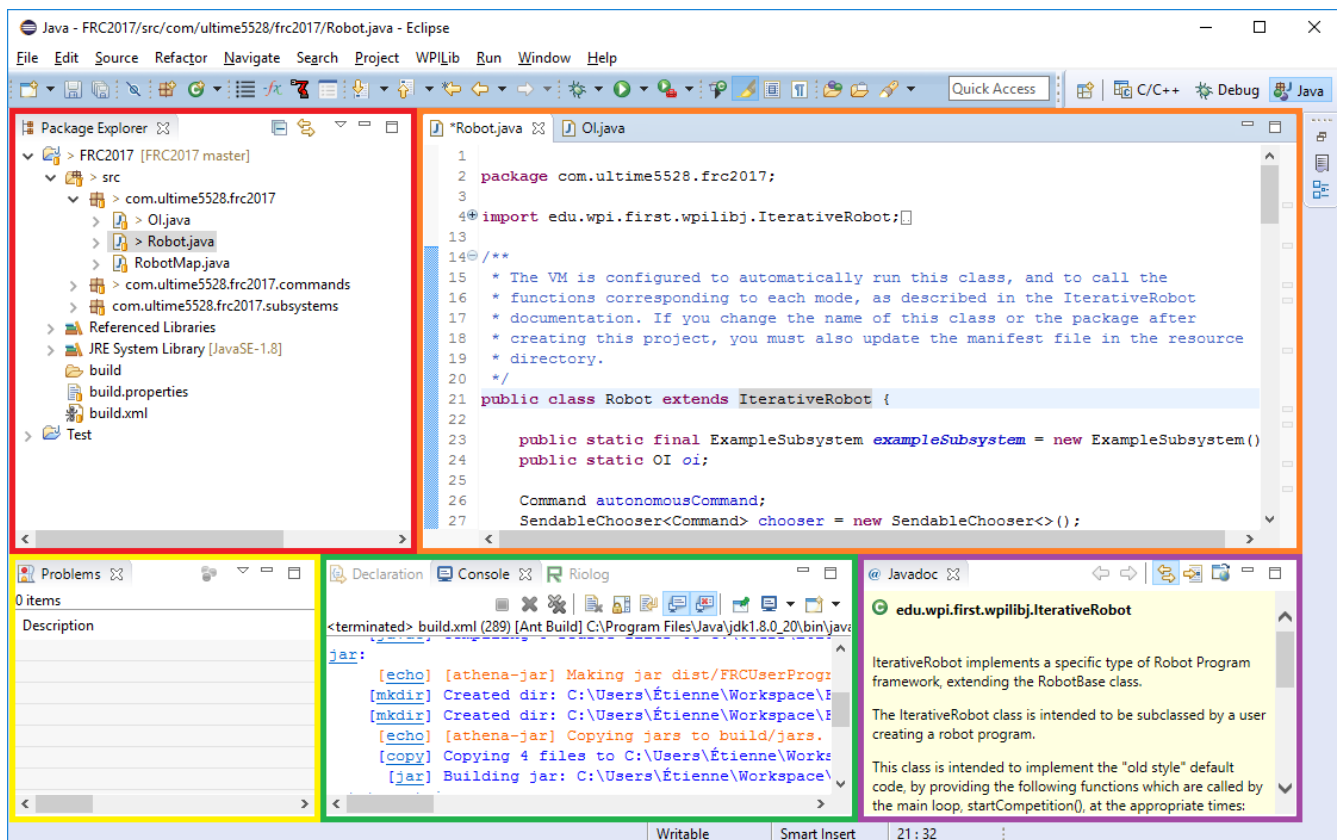 Java - FRC2017/src/com/ultime5528/frc2017/Robot.java - Eclipse
File Edit Source Refactor Navigate Search Project WPILib Run Window Help
Quick Access C/C++ Debug Java
Package Explorer
> FRC2017 [FRC2017 master]
> src
> com.ultime5528.frc2017
> OI.java
> Robot.java
RobotMap.java
> com.ultime5528.frc2017.commands
com.ultime5528.frc2017.subsystems
Referenced Libraries
JRE System Library [JavaSE-1.8]
build
build.properties
build.xml
Test
*Robot.java OI.java
1
2 package com.ultime5528.frc2017;
3
4 import edu.wpi.first.wpilibj.IterativeRobot;
13
14 /**
15 * The VM is configured to automatically run this class, and to call the
16 * functions corresponding to each mode, as described in the IterativeRobot
17 * documentation. If you change the name of this class or the package after
18 * creating this project, you must also update the manifest file in the resource
19 * directory.
20 */
21 public class Robot extends IterativeRobot {
22
23 public static final ExampleSubsystem exampleSubsystem = new ExampleSubsystem()
24 public static OI oi;
25
26 Command autonomousCommand;
27 SendableChooser<Command> chooser = new SendableChooser<>();
Problems
0 items
Description
Declaration Console Riolog
<terminated> build.xml (289) [Ant Build] C:\Program Files\Java\jdk1.8.0_20\bin\java
jar:
[echo] [athena-jar] Making jar dist/FRCUserProgr
[mkdir] Created dir: C:\Users\Étienne\Workspace\F
[mkdir] Created dir: C:\Users\Étienne\Workspace\F
[echo] [athena-jar] Copying jars to build/jars.
[copy] Copying 4 files to C:\Users\Étienne\Works
[jar] Building jar: C:\Users\Étienne\Workspace\
@ Javadoc
edu.wpi.first.wpilibj.IterativeRobot
IterativeRobot implements a specific type of Robot Program
framework, extending the RobotBase class.
The IterativeRobot class is intended to be subclassed by a user
creating a robot program.
This class is intended to implement the "old style" default
code, by providing the following functions which are called by
the main loop, startCompetition(), at the appropriate times:
Writable Smart Insert 21 : 32